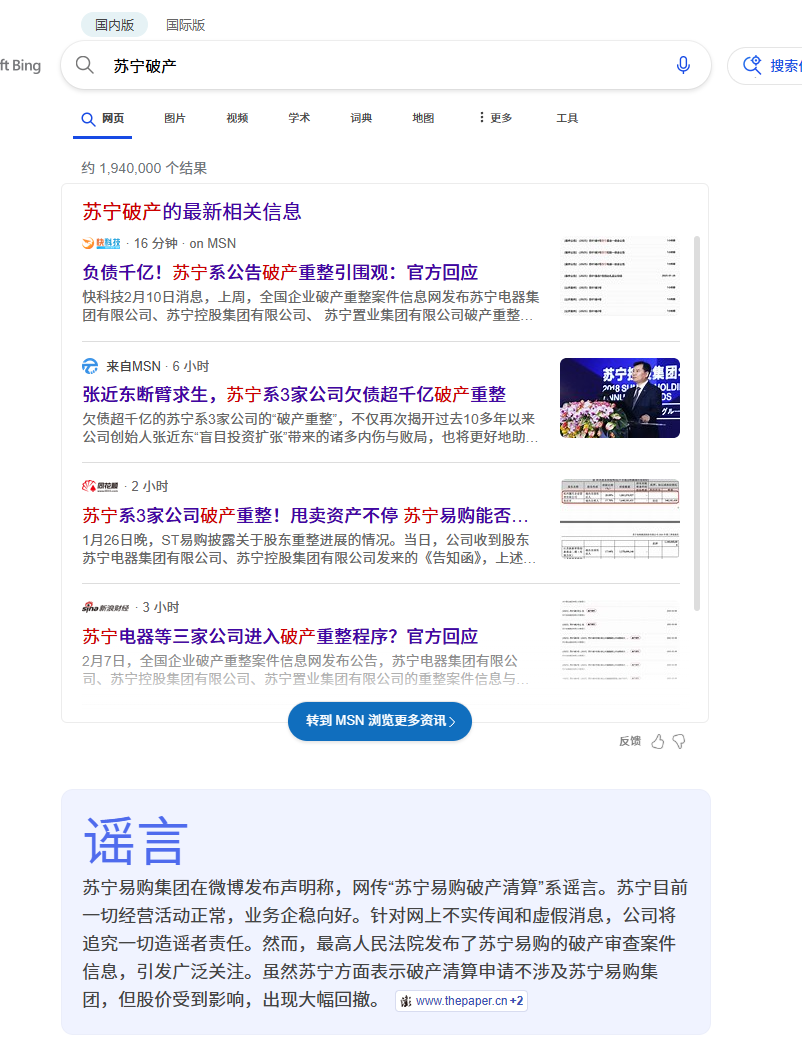 国内版 国际版
ft Bing
苏宁破产
搜索
网页 图片 视频 学术 词典 地图 更多 工具
约 1,940,000 个结果
苏宁破产的最新相关信息
快科技 · 16 分钟 · on MSN
负债千亿！苏宁系公告破产重整引围观：官方回应
快科技2月10日消息，上周，全国企业破产重整案件信息网发布苏宁电器集
团有限公司、苏宁控股集团有限公司、 苏宁置业集团有限公司破产重整…
来自MSN · 6 小时
张近东断臂求生，苏宁系3家公司欠债超千亿破产重整
欠债超千亿的苏宁系3家公司的“破产重整”，不仅再次揭开过去10多年以来
公司创始人张近东“盲目投资扩张”带来的诸多内伤与败局，也将更好地助…
同花顺 · 2 小时
苏宁系3家公司破产重整！甩卖资产不停 苏宁易购能否…
1月26日晚，ST易购披露关于股东重整进展的情况。当日，公司收到股东
苏宁电器集团有限公司、苏宁控股集团有限公司发来的《告知函》，上述…
sina 新浪财经 · 3 小时
苏宁电器等三家公司进入破产重整程序？官方回应
2月7日，全国企业破产重整案件信息网发布公告，苏宁电器集团有限公
司、苏宁控股集团有限公司、苏宁置业集团有限公司的重整案件信息与…
转到 MSN 浏览更多资讯
反馈
谣言
苏宁易购集团在微博发布声明称，网传“苏宁易购破产清算”系谣言。苏宁目前
一切经营活动正常，业务企稳向好。针对网上不实传闻和虚假消息，公司将
追究一切造谣者责任。然而，最高人民法院发布了苏宁易购的破产审查案件
信息，引发广泛关注。虽然苏宁方面表示破产清算申请不涉及苏宁易购集
团，但股价受到影响，出现大幅回撤。 www.thepaper.cn +2